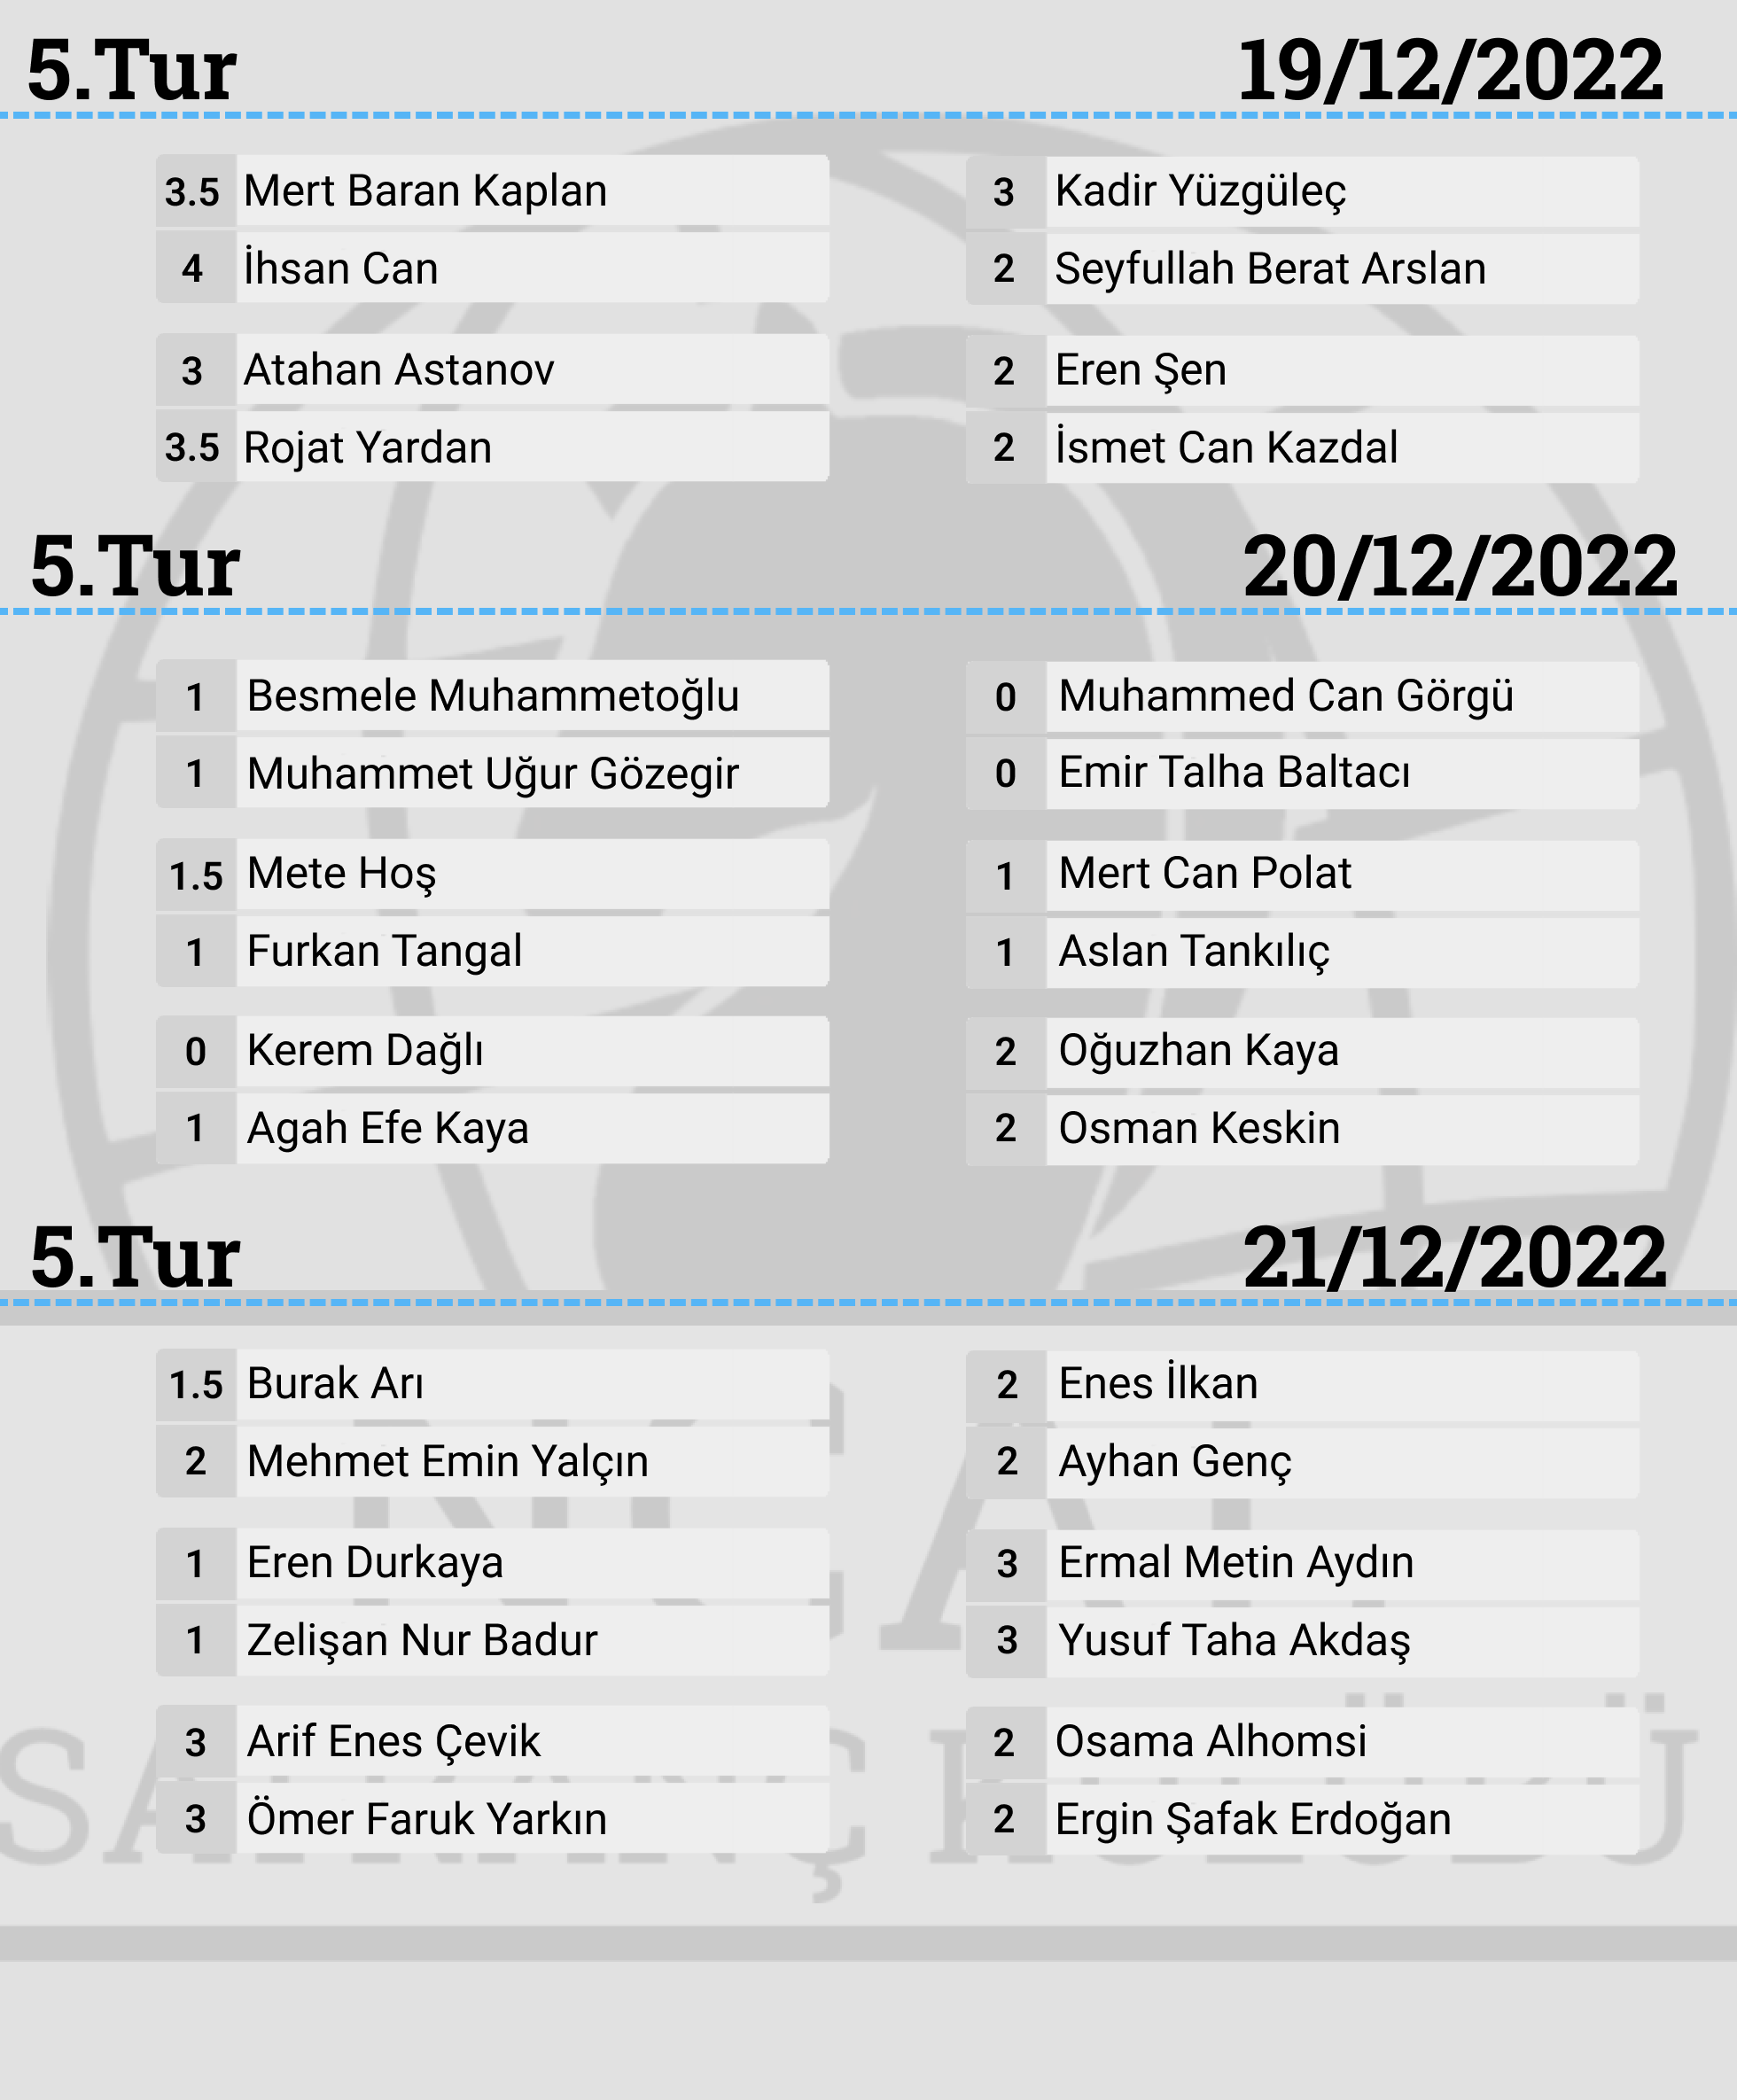 5.Tur 19/12/2022
3.5 Mert Baran Kaplan
4 İhsan Can
3 Kadir Yüzgüleç
2 Seyfullah Berat Arslan
3 Atahan Astanov
3.5 Rojat Yardan
2 Eren Şen
2 İsmet Can Kazdal
5.Tur 20/12/2022
1 Besmele Muhammetoğlu
1 Muhammet Uğur Gözegir
0 Muhammed Can Görgü
0 Emir Talha Baltacı
1.5 Mete Hoş
1 Furkan Tangal
1 Mert Can Polat
1 Aslan Tankılıç
0 Kerem Dağlı
1 Agah Efe Kaya
2 Oğuzhan Kaya
2 Osman Keskin
5.Tur 21/12/2022
1.5 Burak Arı
2 Mehmet Emin Yalçın
2 Enes İlkan
2 Ayhan Genç
1 Eren Durkaya
1 Zelişan Nur Badur
3 Ermal Metin Aydın
3 Yusuf Taha Akdaş
3 Arif Enes Çevik
3 Ömer Faruk Yarkın
2 Osama Alhomsi
2 Ergin Şafak Erdoğan